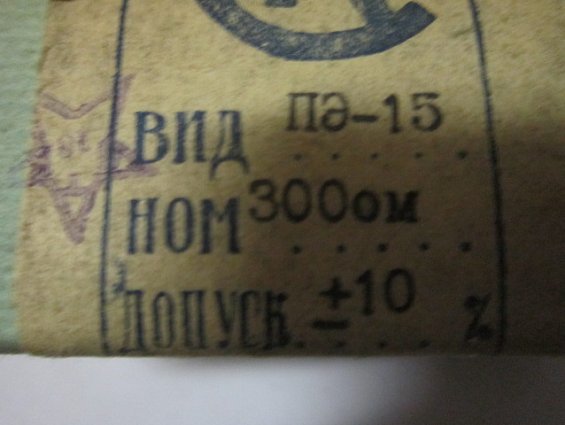 ВИД ПЭ-15
НОМ 300ом
ДОПУСК ±10 %